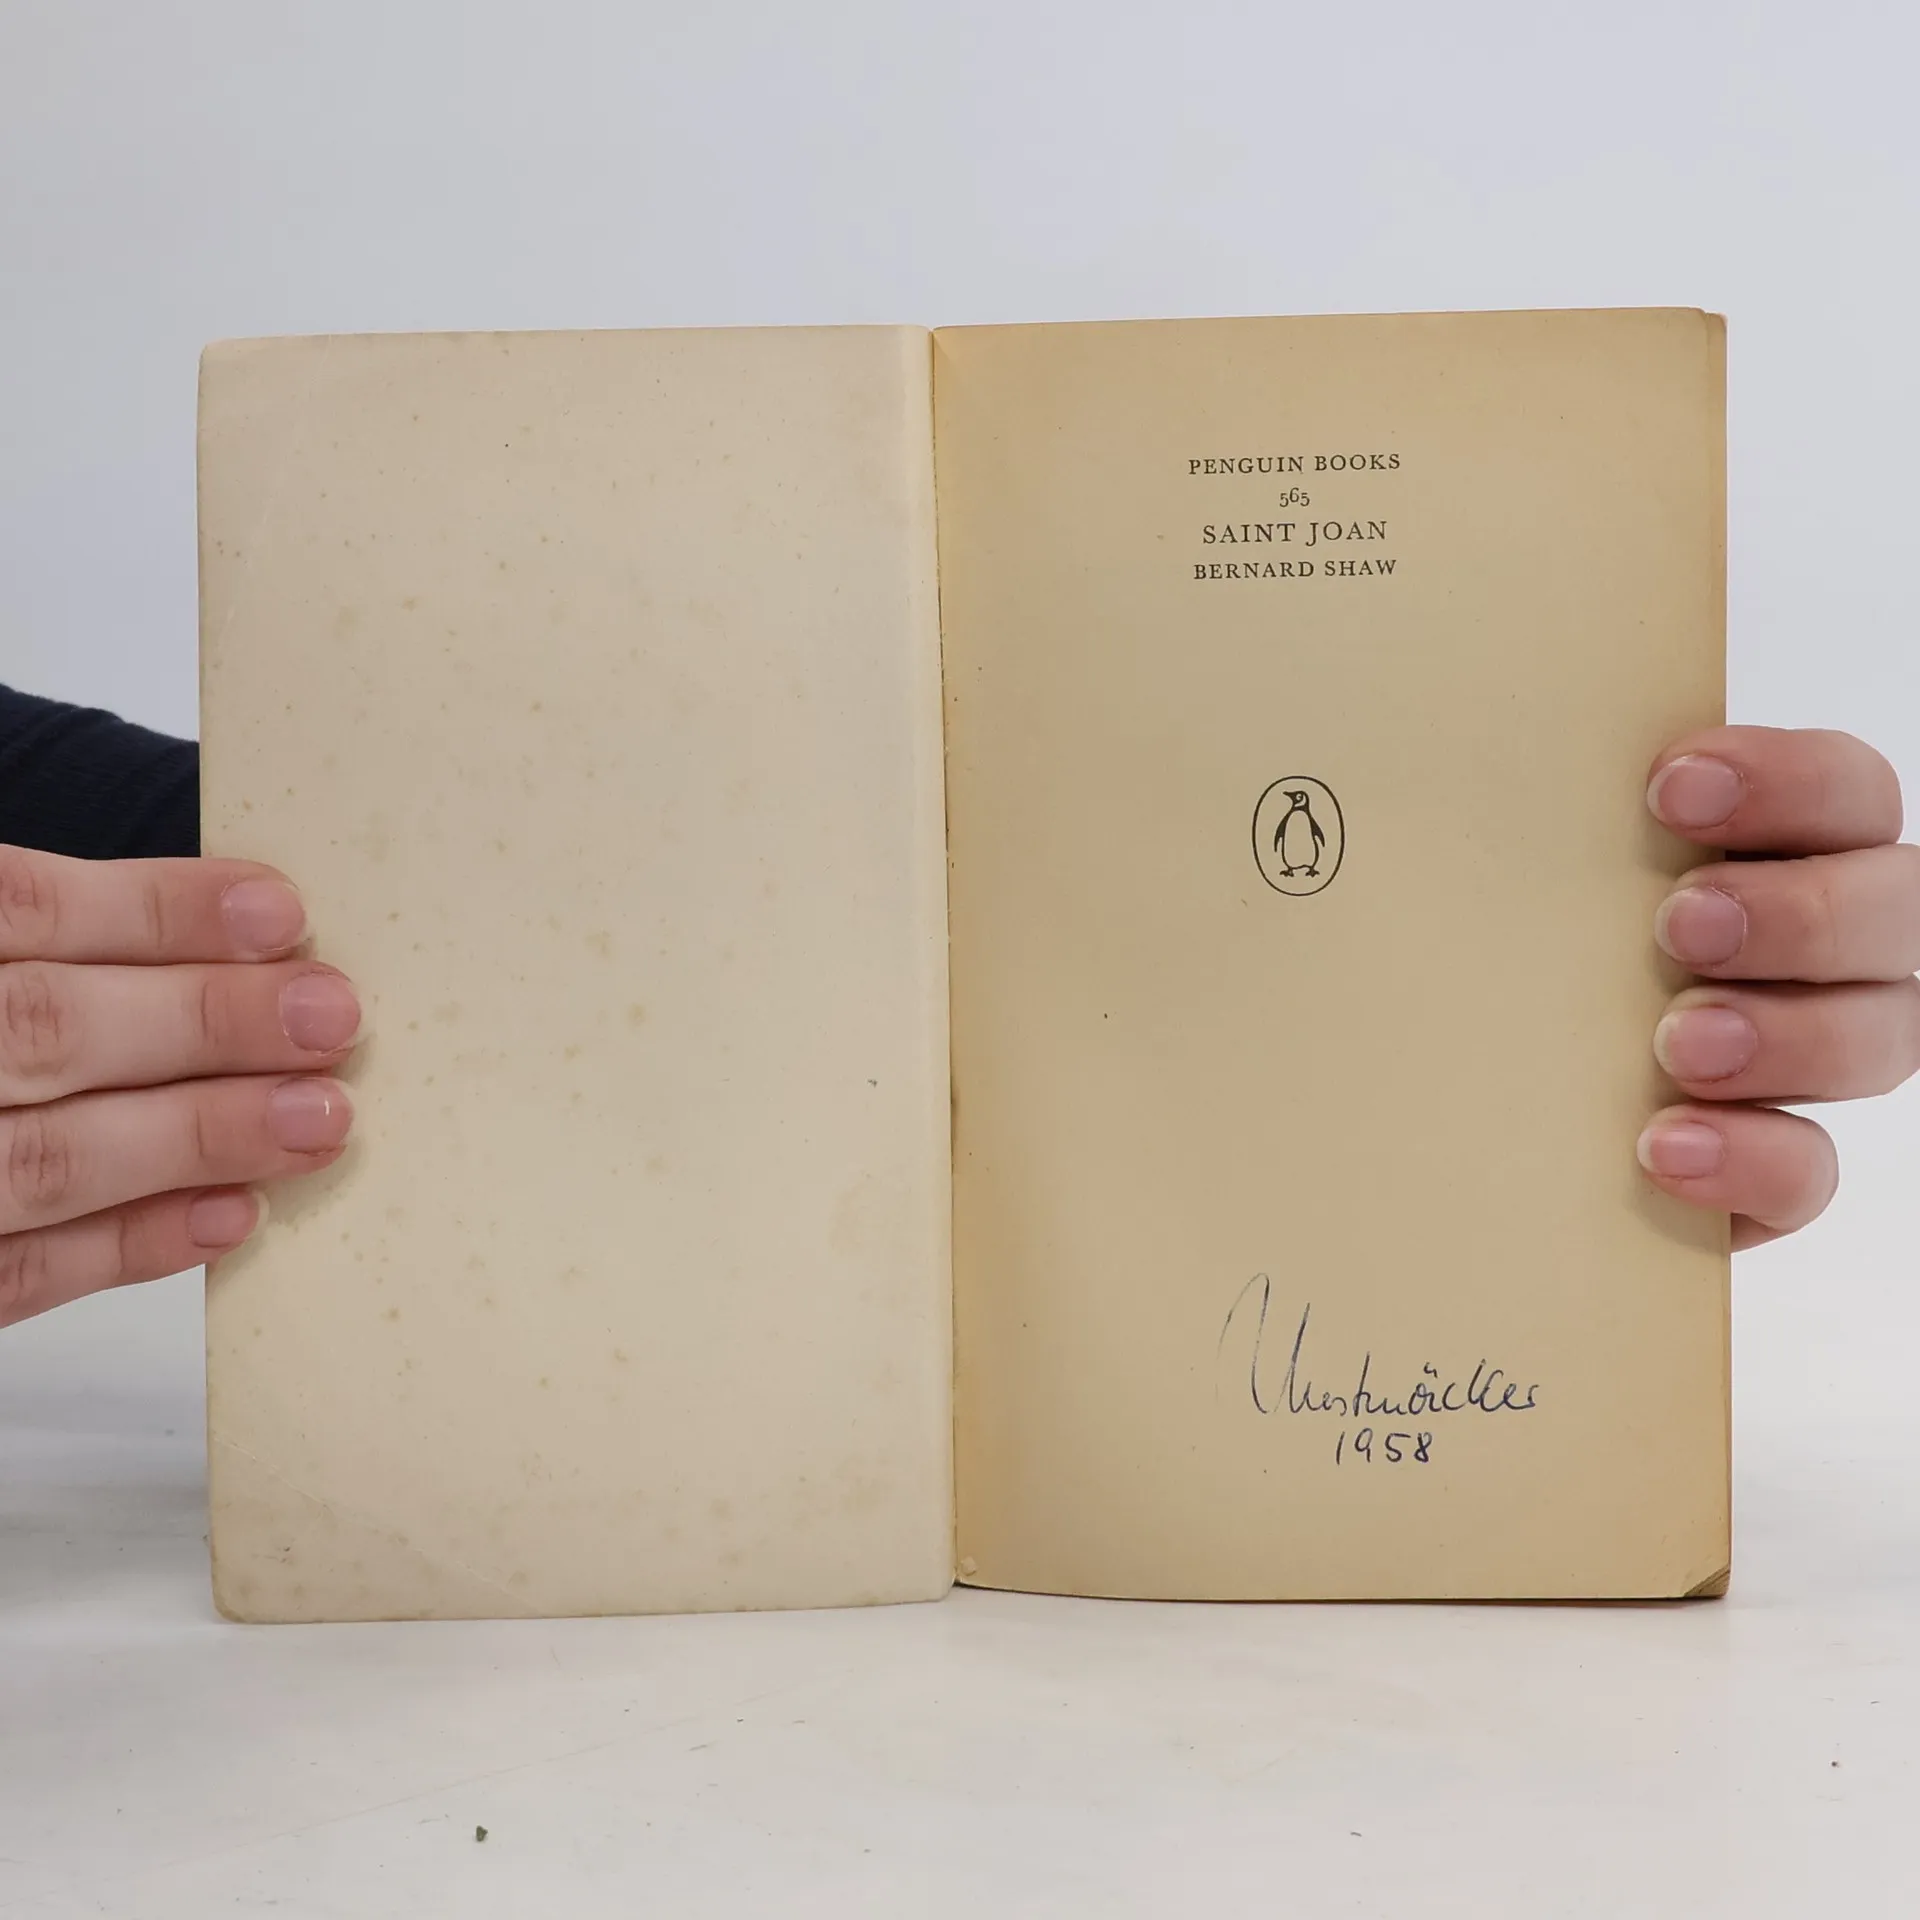 PENGUIN BOOKS
565
SAINT JOAN
BERNARD SHAW
1958